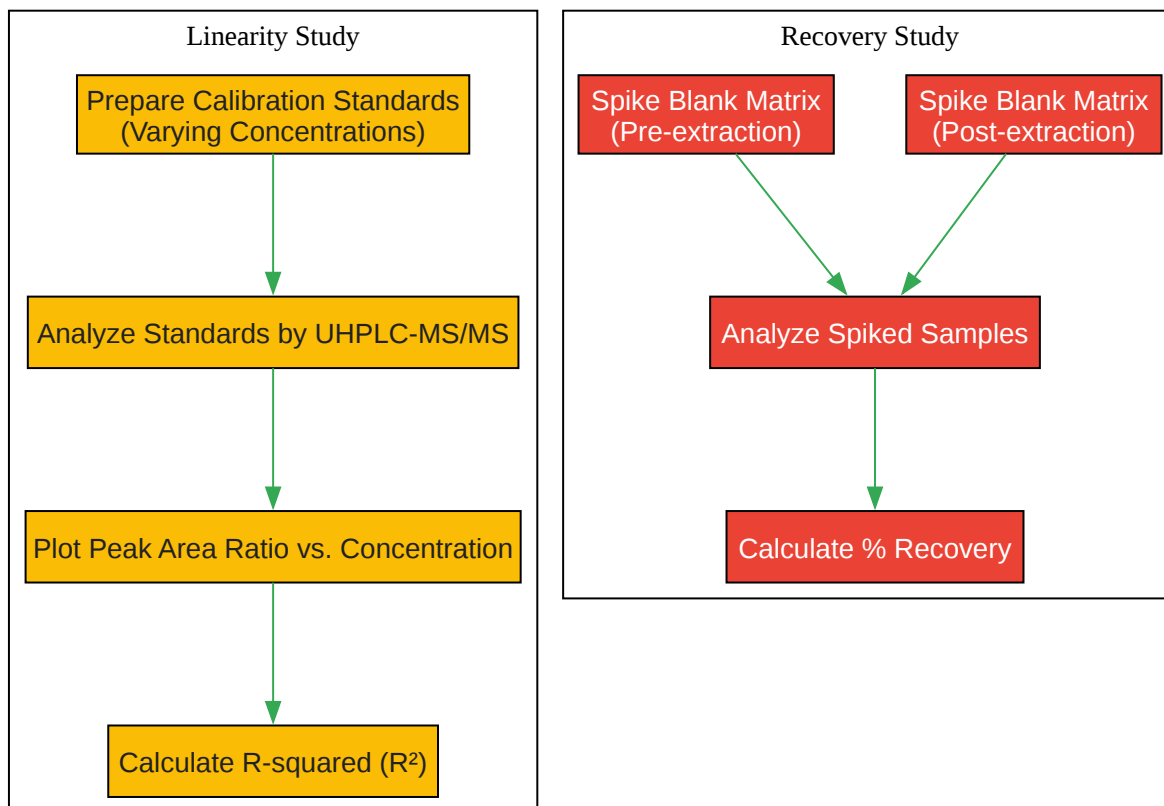 Linearity Study
Prepare Calibration Standards
(Varying Concentrations)
Analyze Standards by UHPLC-MS/MS
Plot Peak Area Ratio vs. Concentration
Calculate R-squared (R²)
Recovery Study
Spike Blank Matrix
(Pre-extraction)
Spike Blank Matrix
(Post-extraction)
Analyze Spiked Samples
Calculate % Recovery